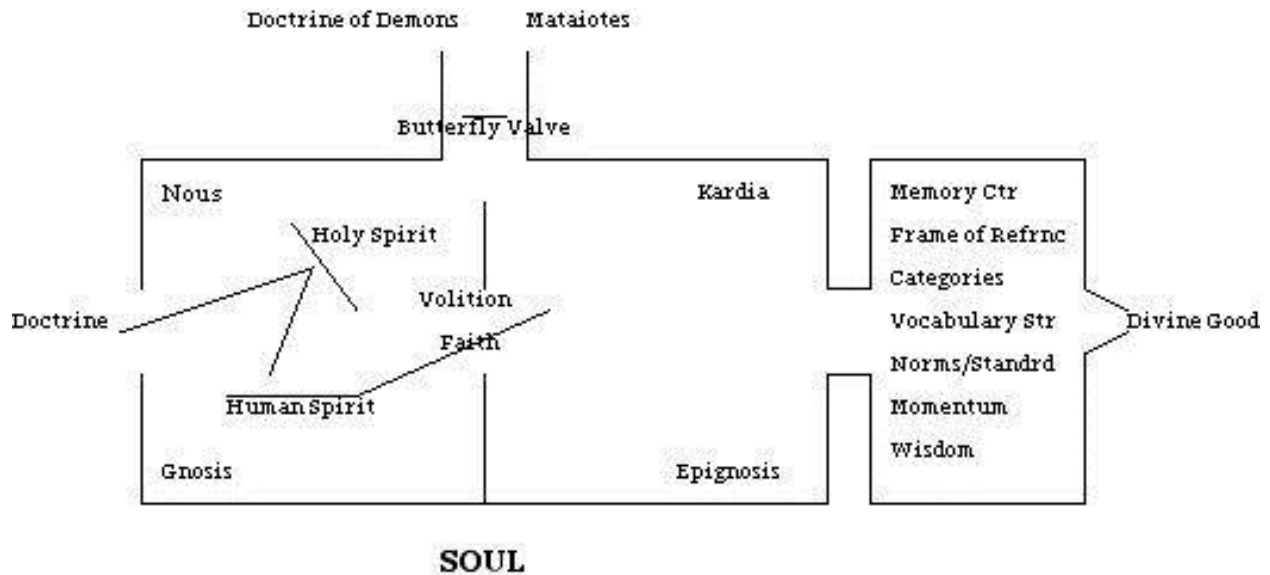 Doctrine of Demons Mataiotes
Butterfly Valve
Nous Kardia Memory Ctr
Holy Spirit Frame of Refrnc
Categories
Volition
Doctrine Vocabulary Str Divine Good
Faith
Norms/Standrd
Human Spirit Momentum
Wisdom
Gnosis Epignosis
SOUL